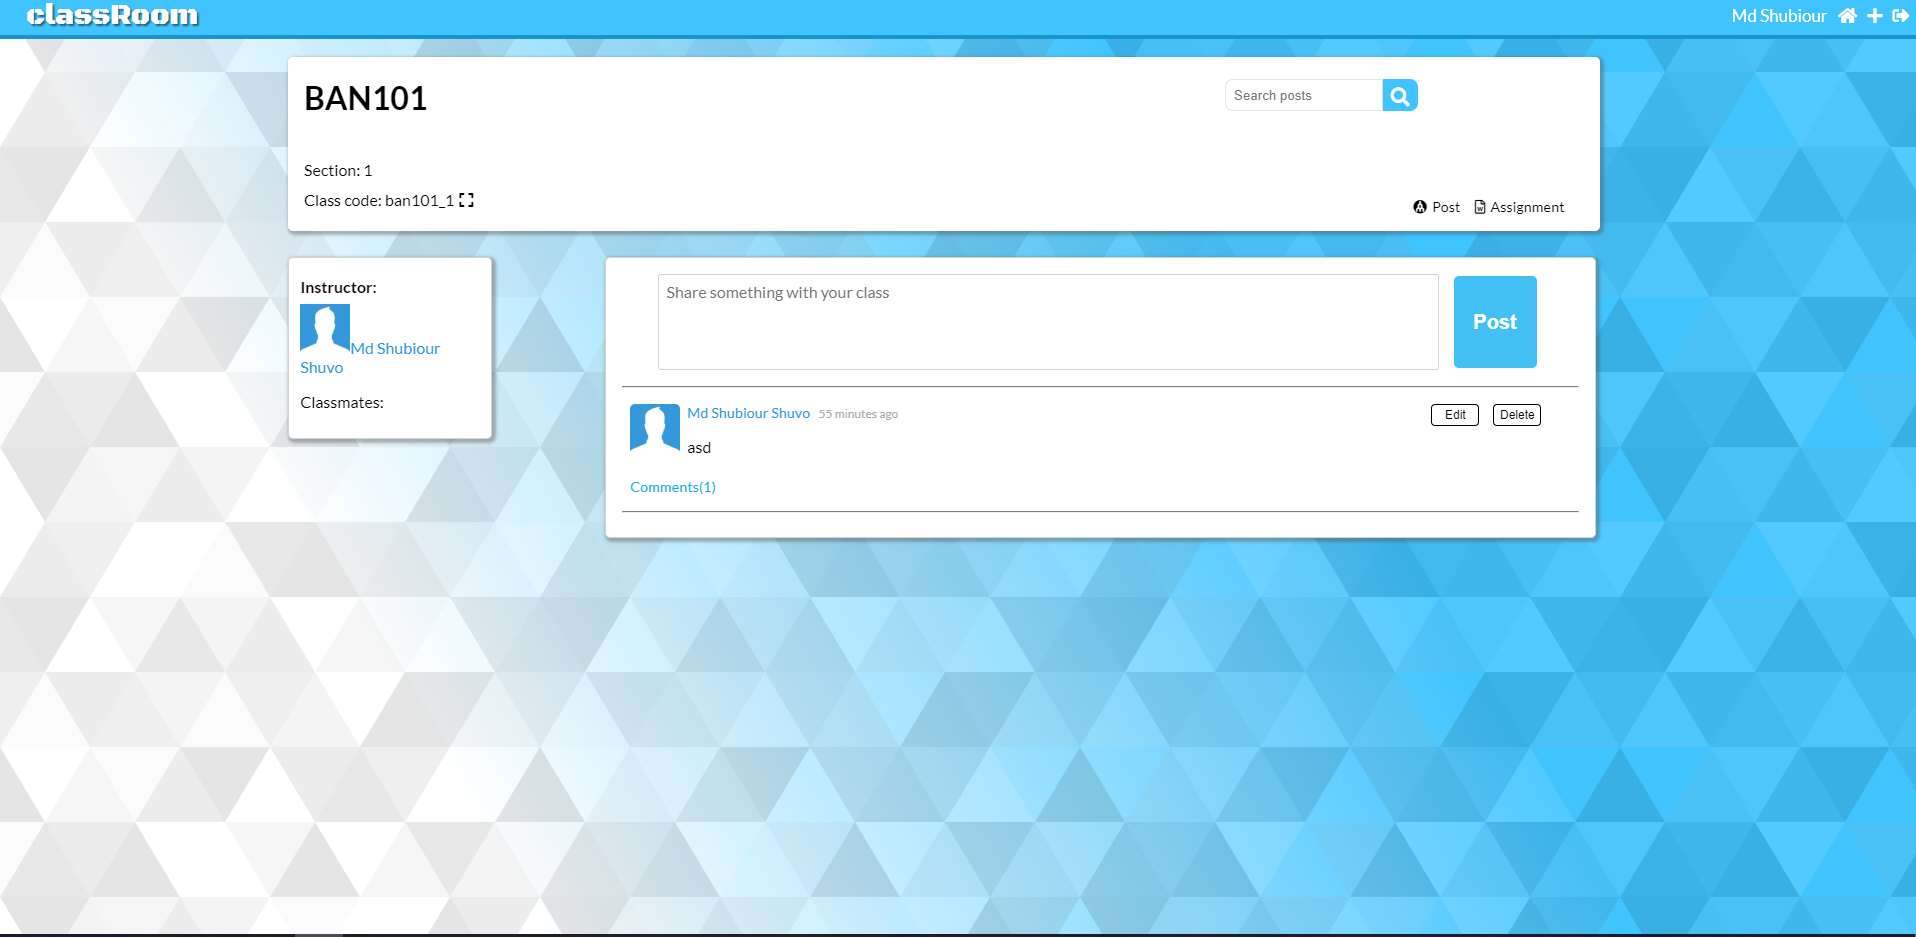 classRoom
Md Shubiour
BAN101
Search posts
Section: 1
Class code: ban101_1
Post
Assignment
Instructor:
Md Shubiour
Shuvo
Classmates:
Share something with your class
Post
Md Shubiour Shuvo 55 minutes ago
Edit
Delete
asd
Comments(1)